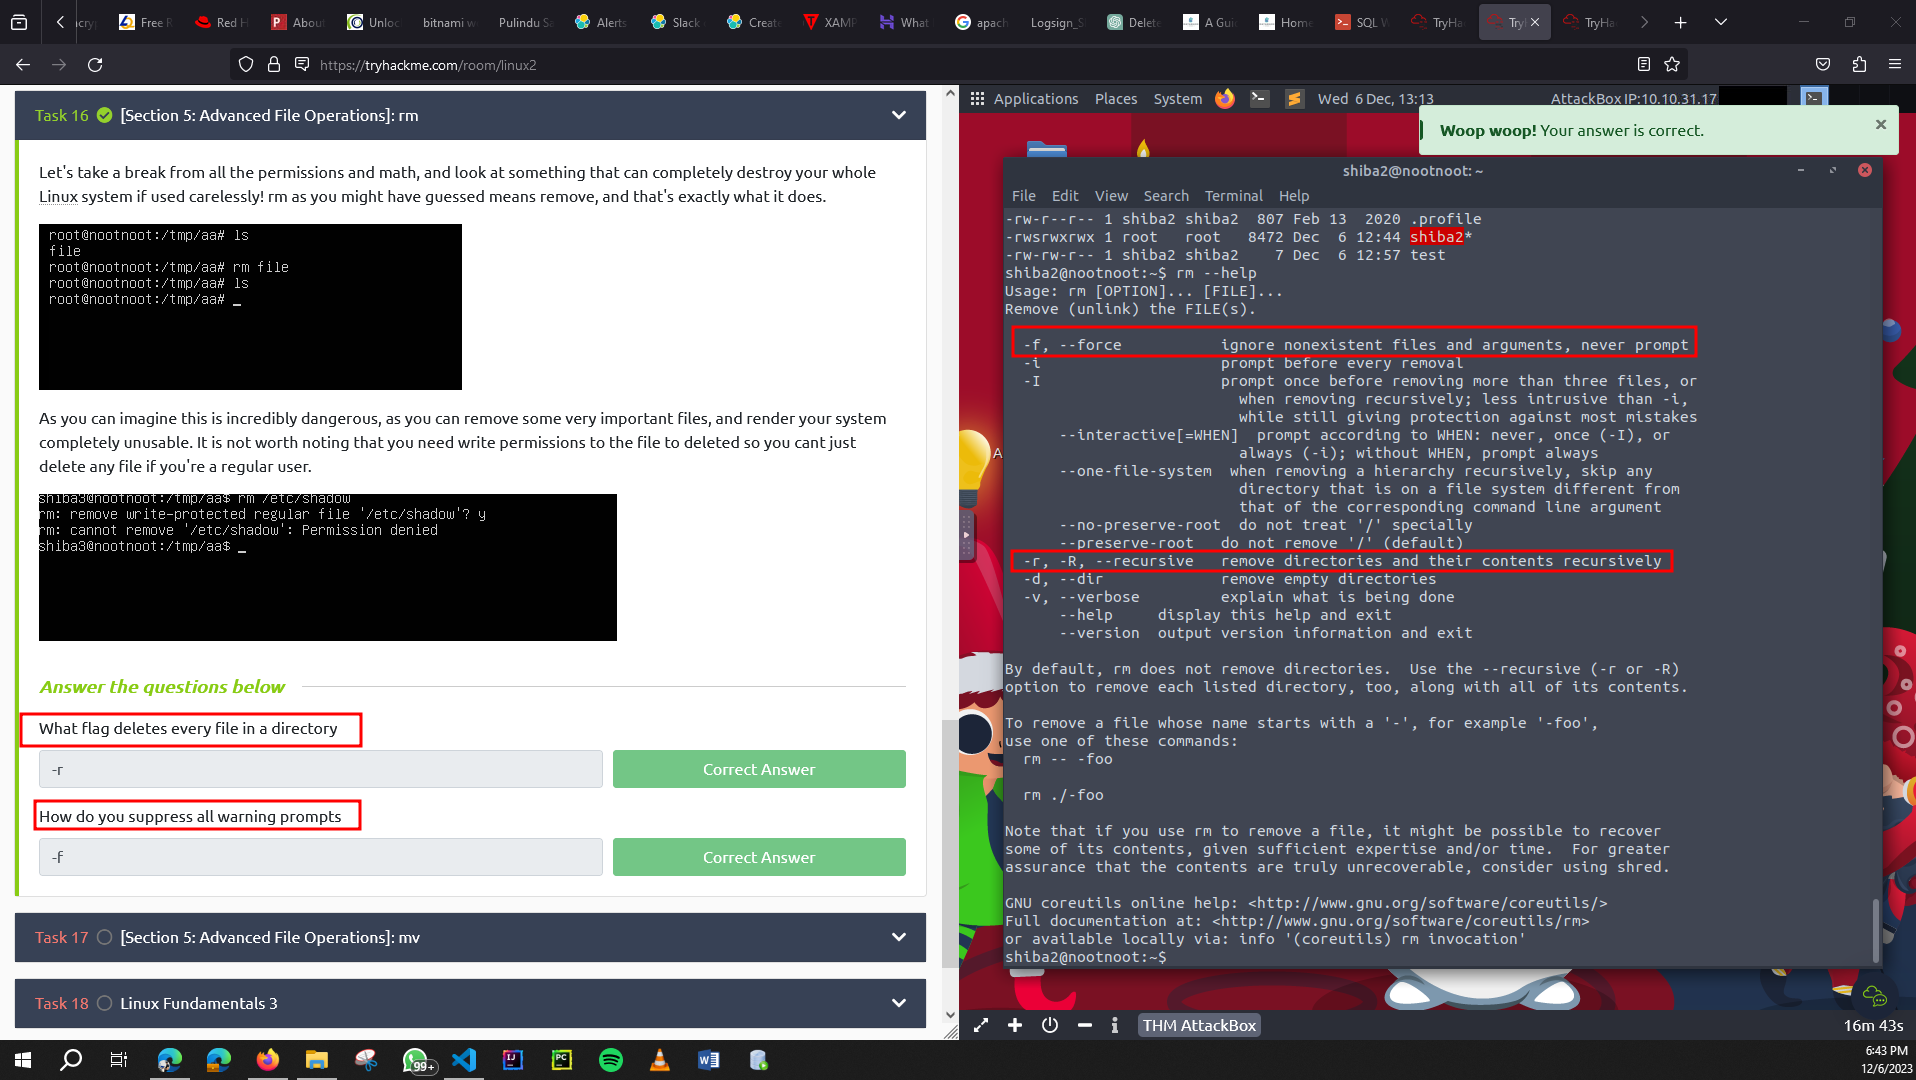 Free R
Red H
About
Unloc
bitnami w
Pulindu Sa
Alerts
Slack
Create
XAMP
What
apach
Logsign_S
Delete
A Gui
Home
SQL W
TryHa
Try
TryHa
https://tryhackme.com/room/linux2
Task 16 [Section 5: Advanced File Operations]: rm
Let's take a break from all the permissions and math, and look at something that can completely destroy your whole
Linux system if used carelessly! rm as you might have guessed means remove, and that's exactly what it does.
root@nootnoot:/tmp/aa# ls
file
root@nootnoot:/tmp/aa# rm file
root@nootnoot:/tmp/aa# ls
root@nootnoot:/tmp/aa# _
As you can imagine this is incredibly dangerous, as you can remove some very important files, and render your system
completely unusable. It is not worth noting that you need write permissions to the file to deleted so you cant just
delete any file if you're a regular user.
shiba3@nootnoot:/tmp/aa$ rm /etc/shadow
rm: remove write-protected regular file '/etc/shadow'? y
rm: cannot remove '/etc/shadow': Permission denied
shiba3@nootnoot:/tmp/aa$ _
Answer the questions below
What flag deletes every file in a directory
-r
Correct Answer
How do you suppress all warning prompts
-f
Correct Answer
Task 17 [Section 5: Advanced File Operations]: mv
Task 18 Linux Fundamentals 3
Applications Places System Wed 6 Dec, 13:13 AttackBox IP:10.10.31.17
Woop woop! Your answer is correct.
shiba2@nootnoot: ~
File Edit View Search Terminal Help
-rw-r--r-- 1 shiba2 shiba2  807 Feb 13  2020 .profile
-rwsrwxrwx 1 root   root   8472 Dec  6 12:44 shiba2*
-rw-rw-r-- 1 shiba2 shiba2    7 Dec  6 12:57 test
shiba2@nootnoot:~$ rm --help
Usage: rm [OPTION]... [FILE]...
Remove (unlink) the FILE(s).
-f, --force           ignore nonexistent files and arguments, never prompt
-i                    prompt before every removal
-I                    prompt once before removing more than three files, or
when removing recursively; less intrusive than -i,
while still giving protection against most mistakes
--interactive[=WHEN]  prompt according to WHEN: never, once (-I), or
always (-i); without WHEN, prompt always
--one-file-system  when removing a hierarchy recursively, skip any
directory that is on a file system different from
that of the corresponding command line argument
--no-preserve-root  do not treat '/' specially
--preserve-root   do not remove '/' (default)
-r, -R, --recursive   remove directories and their contents recursively
-d, --dir             remove empty directories
-v, --verbose         explain what is being done
--help     display this help and exit
--version  output version information and exit
By default, rm does not remove directories.  Use the --recursive (-r or -R)
option to remove each listed directory, too, along with all of its contents.
To remove a file whose name starts with a '-', for example '-foo',
use one of these commands:
rm -- -foo
rm ./-foo
Note that if you use rm to remove a file, it might be possible to recover
some of its contents, given sufficient expertise and/or time.  For greater
assurance that the contents are truly unrecoverable, consider using shred.
GNU coreutils online help: <http://www.gnu.org/software/coreutils/>
Full documentation at: <http://www.gnu.org/software/coreutils/rm>
or available locally via: info '(coreutils) rm invocation'
shiba2@nootnoot:~$
THM AttackBox
16m 43s
99+
6:43 PM
12/6/2023